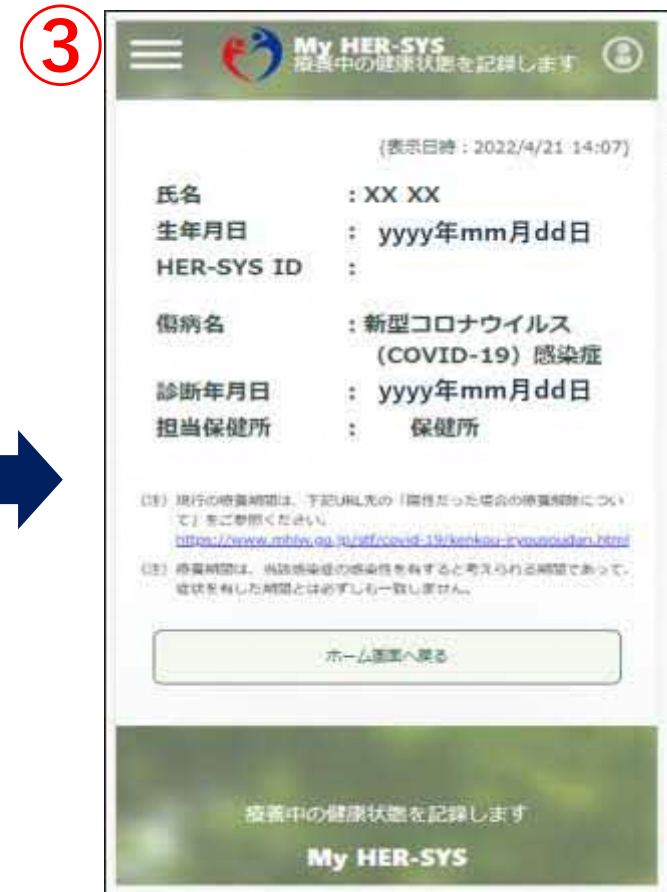 ③
My HER-SYS
療養中の健康状態を記録します
(表示日時：2022/4/21 14:07)
氏名 ：XX XX
生年月日 ： yyyy年mm月dd日
HER-SYS ID ：
傷病名 ：新型コロナウイルス
(COVID-19) 感染症
診断年月日 ： yyyy年mm月dd日
担当保健所 ： 保健所
(注) 現行の療養期間は、下記URL先の「陽性だった場合の療養解除につい
て」をご参照ください。
https://www.mhlw.go.jp/stf/covid-19/kenkou-iryousoudan.html
(注) 療養期間は、当該感染症の感染性を有すると考えられる期間であって、
症状を有した期間とは必ずしも一致しません。
ホーム画面へ戻る
療養中の健康状態を記録します
My HER-SYS